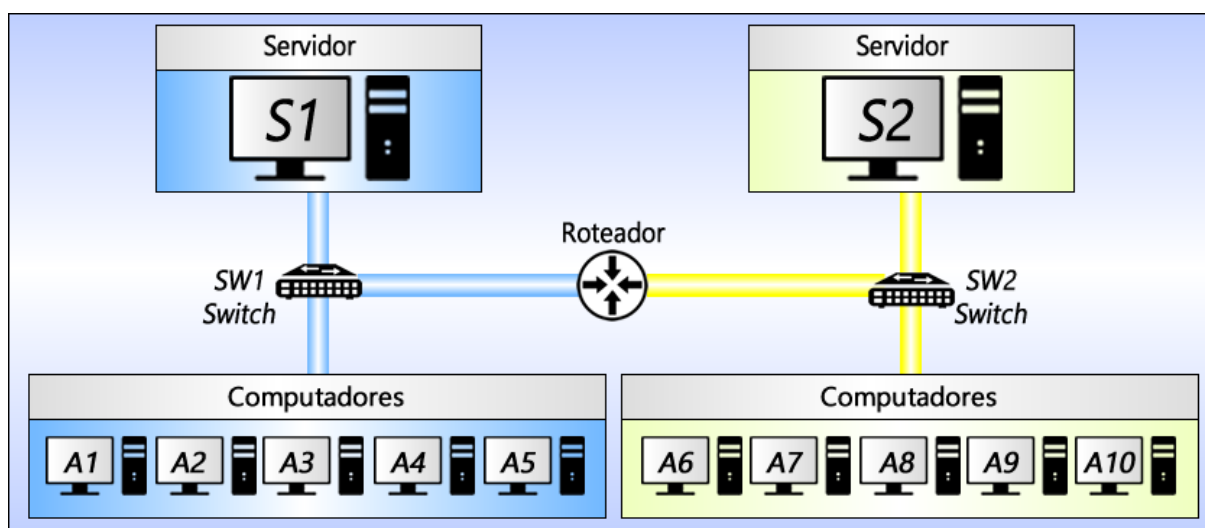 Servidor
S1
Servidor
S2
Roteador
SW1
Switch
SW2
Switch
Computadores
A1 A2 A3 A4 A5
Computadores
A6 A7 A8 A9 A10